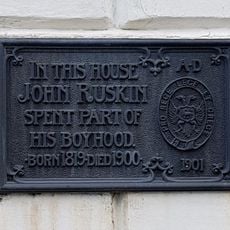 IN THIS HOUSE
JOHN RUSKIN
SPENT PART OF
HIS BOYHOOD.
BORN 1819·DIED 1900.
A·D
1901